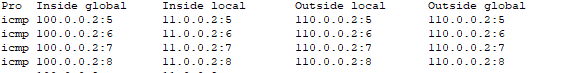 Pro Inside global Inside local Outside local Outside global
icmp 100.0.0.2:5 11.0.0.2:5 110.0.0.2:5 110.0.0.2:5
icmp 100.0.0.2:6 11.0.0.2:6 110.0.0.2:6 110.0.0.2:6
icmp 100.0.0.2:7 11.0.0.2:7 110.0.0.2:7 110.0.0.2:7
icmp 100.0.0.2:8 11.0.0.2:8 110.0.0.2:8 110.0.0.2:8